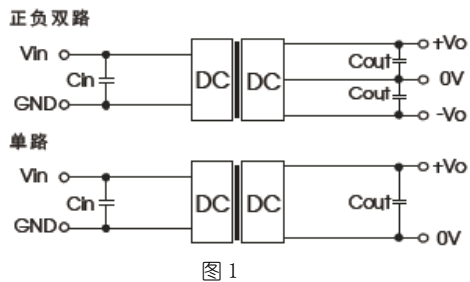 正负双路
Vin
Cin
GND
DC DC
+Vo
Cout
0V
Cout
-Vo
单路
Vin
Cin
GND
DC DC
+Vo
Cout
0V
图1